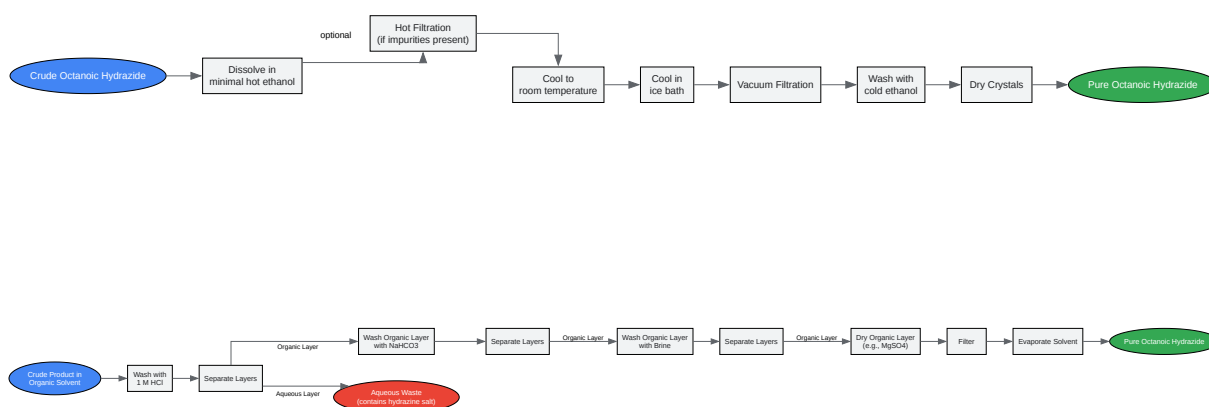 Crude Octanoic Hydrazide
Dissolve in
minimal hot ethanol
optional
Hot Filtration
(if impurities present)
Cool to
room temperature
Cool in
ice bath
Vacuum Filtration
Wash with
cold ethanol
Dry Crystals
Pure Octanoic Hydrazide
Crude Product in
Organic Solvent
Wash with
1 M HCl
Separate Layers
Organic Layer
Aqueous Layer
Aqueous Waste
(contains hydrazine salt)
Wash Organic Layer
with NaHCO3
Separate Layers
Organic Layer
Wash Organic Layer
with Brine
Separate Layers
Organic Layer
Dry Organic Layer
(e.g., MgSO4)
Filter
Evaporate Solvent
Pure Octanoic Hydrazide